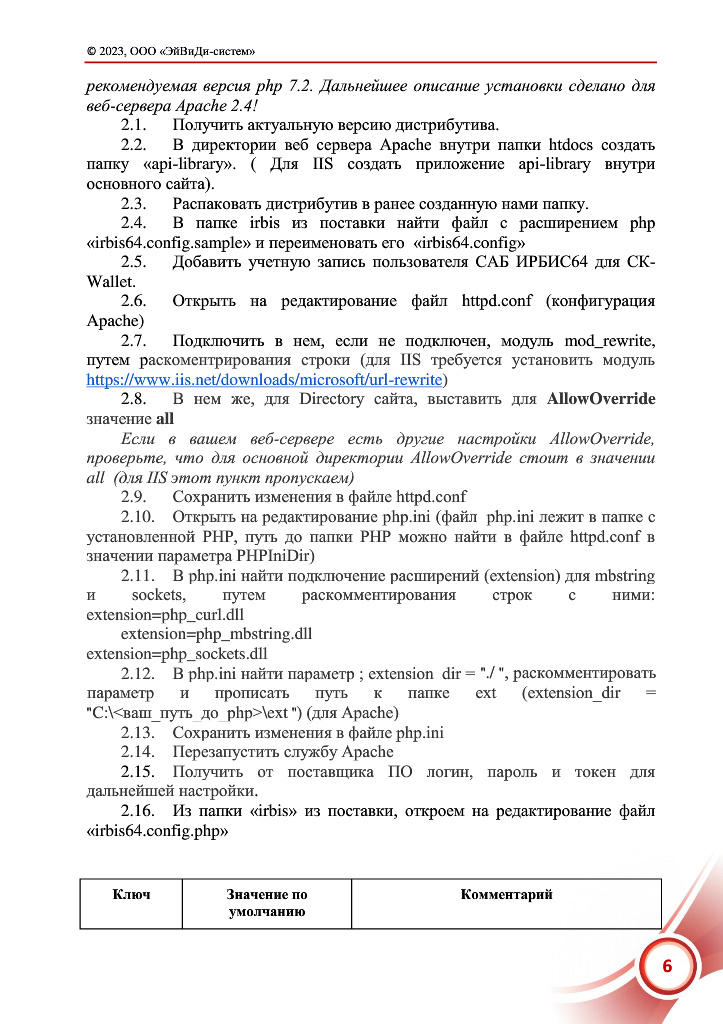 © 2023, ООО «ЭйВиДи-систем»
рекомендуемая версия php 7.2. Дальнейшее описание установки сделано для
веб-сервера Apache 2.4!
2.1. Получить актуальную версию дистрибутива.
2.2. В директории веб сервера Apache внутри папки htdocs создать
папку «api-library». ( Для IIS создать приложение api-library внутри
основного сайта).
2.3. Распаковать дистрибутив в ранее созданную нами папку.
2.4. В папке irbis из поставки найти файл с расширением php
«irbis64.config.sample» и переименовать его «irbis64.config»
2.5. Добавить учетную запись пользователя САБ ИРБИС64 для СК-
Wallet.
2.6. Открыть на редактирование файл httpd.conf (конфигурация
Apache)
2.7. Подключить в нем, если не подключен, модуль mod_rewrite,
путем раскоментрирования строки (для IIS требуется установить модуль
https://www.iis.net/downloads/microsoft/url-rewrite)
2.8. В нем же, для Directory сайта, выставить для AllowOverride
значение all
Если в вашем веб-сервере есть другие настройки AllowOverride,
проверьте, что для основной директории AllowOverride стоит в значении
all (для IIS этот пункт пропускаем)
2.9. Сохранить изменения в файле httpd.conf
2.10. Открыть на редактирование php.ini (файл php.ini лежит в папке с
установленной PHP, путь до папки PHP можно найти в файле httpd.conf в
значении параметра PHPIniDir)
2.11. В php.ini найти подключение расширений (extension) для mbstring
и sockets, путем раскомментирования строк с ними:
extension=php_curl.dll
extension=php_mbstring.dll
extension=php_sockets.dll
2.12. В php.ini найти параметр ; extension_dir = "./ ", раскомментировать
параметр и прописать путь к папке ext (extension_dir =
"C:\<ваш_путь_до_php>\ext ") (для Apache)
2.13. Сохранить изменения в файле php.ini
2.14. Перезапустить службу Apache
2.15. Получить от поставщика ПО логин, пароль и токен для
дальнейшей настройки.
2.16. Из папки «irbis» из поставки, откроем на редактирование файл
«irbis64.config.php»
Ключ Значение по Комментарий
умолчанию
6